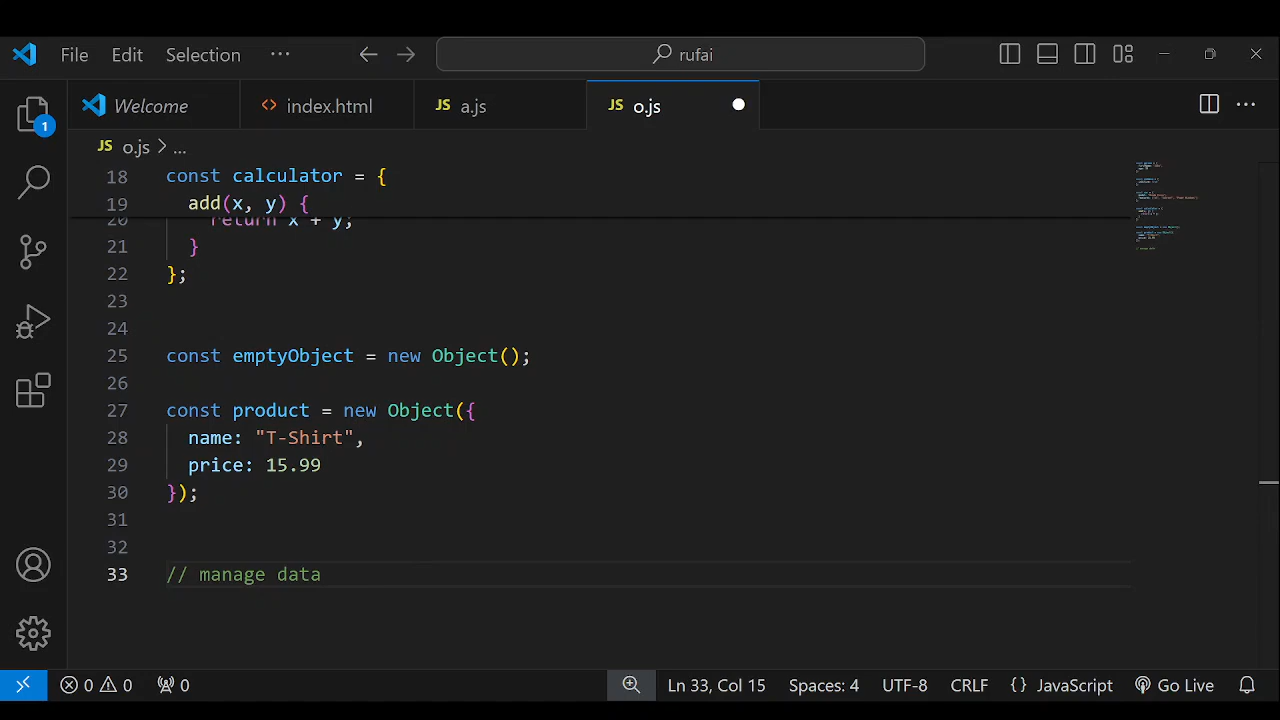 File Edit Selection ··· rufai
Welcome index.html JS a.js JS o.js ···
JS o.js > ...
18 const calculator = {
19 add(x, y) {
20 return x + y;
21 }
22 };
23
24
25 const emptyObject = new Object();
26
27 const product = new Object({
28 name: "T-Shirt",
29 price: 15.99
30 });
31
32
33 // manage data
1
0 0 0 Ln 33, Col 15 Spaces: 4 UTF-8 CRLF {} JavaScript Go Live